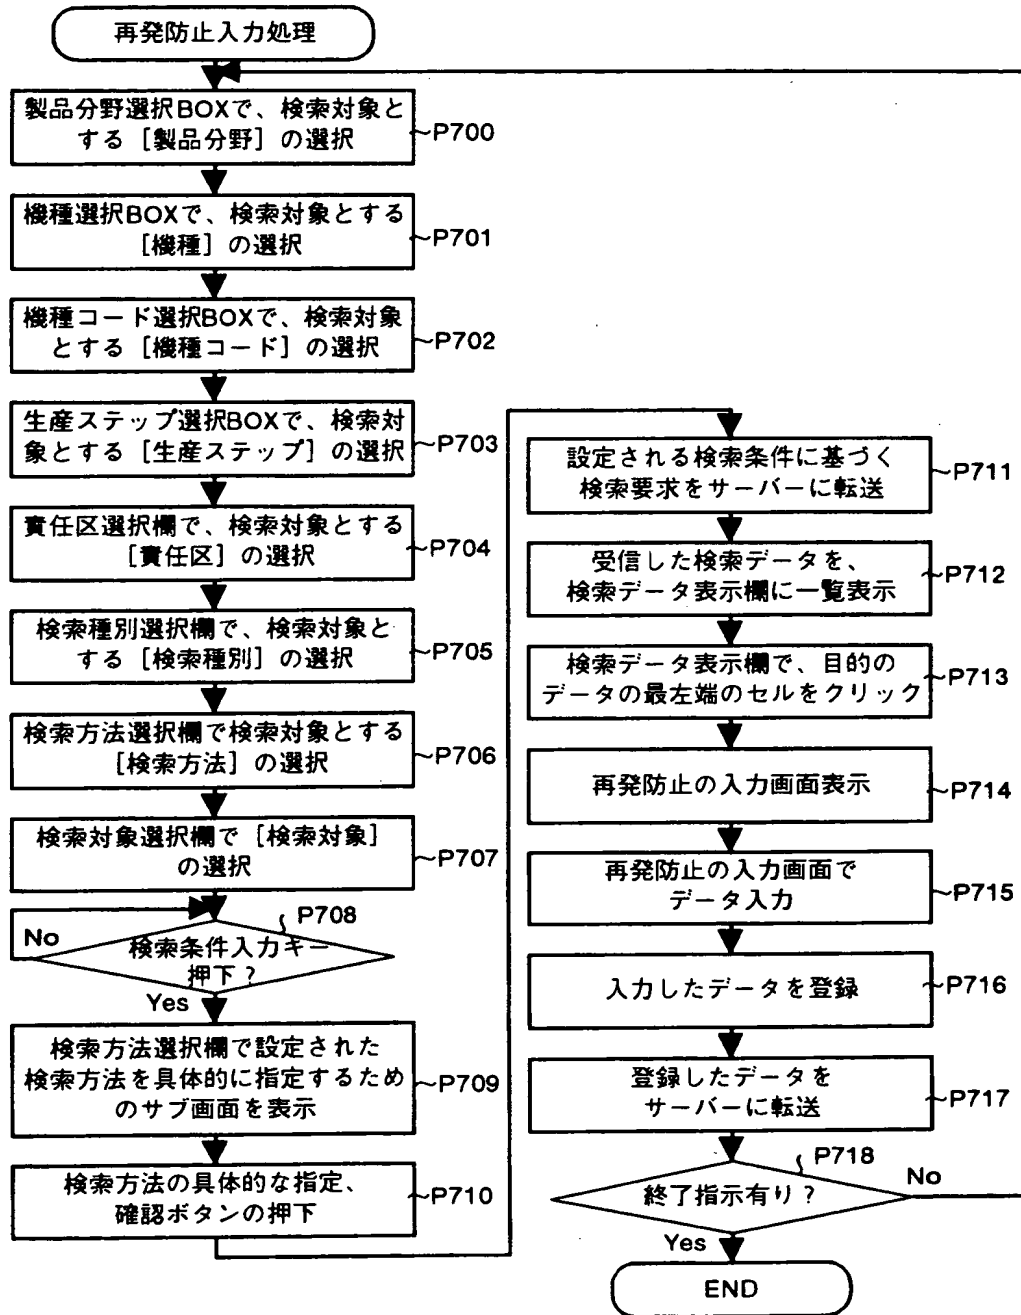 再発防止入力処理
製品分野選択BOXで、検索対象と
する［製品分野］の選択
~P700
機種選択BOXで、検索対象とする
［機種］の選択
~P701
機種コード選択BOXで、検索対象
とする［機種コード］の選択
~P702
生産ステップ選択BOXで、検索対
象とする［生産ステップ］の選択
~P703
責任区選択欄で、検索対象とする
［責任区］の選択
~P704
検索種別選択欄で、検索対象と
する［検索種別］の選択
~P705
検索方法選択欄で検索対象とする
［検索方法］の選択
~P706
検索対象選択欄で［検索対象］
の選択
~P707
P708
No
検索条件入力キー
押下？
Yes
検索方法選択欄で設定された
検索方法を具体的に指定するため
のサブ画面を表示
~P709
検索方法の具体的な指定、
確認ボタンの押下
~P710
設定される検索条件に基づく
検索要求をサーバーに転送
~P711
受信した検索データを、
検索データ表示欄に一覧表示
~P712
検索データ表示欄で、目的の
データの最左端のセルをクリック
~P713
再発防止の入力画面表示
~P714
再発防止の入力画面で
データ入力
~P715
入力したデータを登録
~P716
登録したデータを
サーバーに転送
~P717
P718
終了指示有り？
No
Yes
END